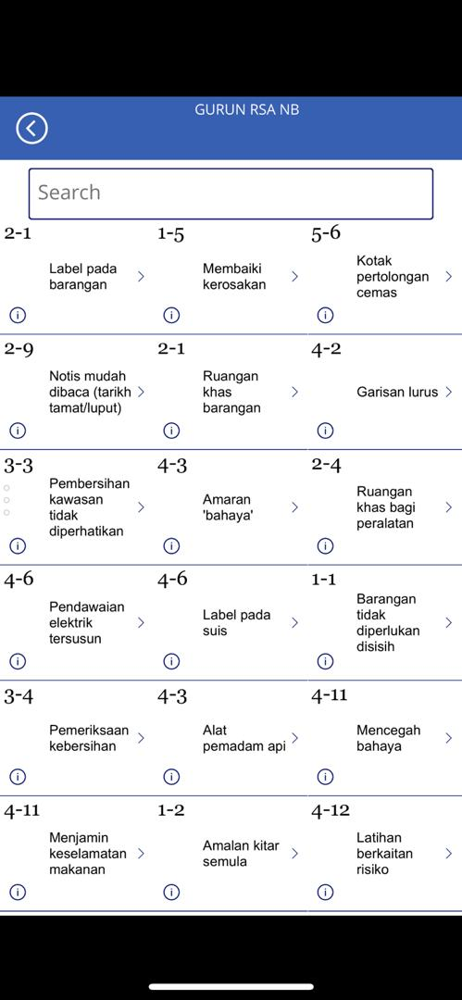 GURUN RSA NB
Search
2-1
Label pada
barangan
1-5
Membaiki
kerosakan
5-6
Kotak
pertolongan
cemas
2-9
Notis mudah
dibaca (tarikh
tamat/luput)
2-1
Ruangan
khas
barangan
4-2
Garisan lurus
3-3
Pembersihan
kawasan
tidak
diperhatikan
4-3
Amaran
'bahaya'
2-4
Ruangan
khas bagi
peralatan
4-6
Pendawaian
elektrik
tersusun
4-6
Label pada
suis
1-1
Barangan
tidak
diperlukan
disisih
3-4
Pemeriksaan
kebersihan
4-3
Alat
pemadam api
4-11
Mencegah
bahaya
4-11
Menjamin
keselamatan
makanan
1-2
Amalan kitar
semula
4-12
Latihan
berkaitan
risiko